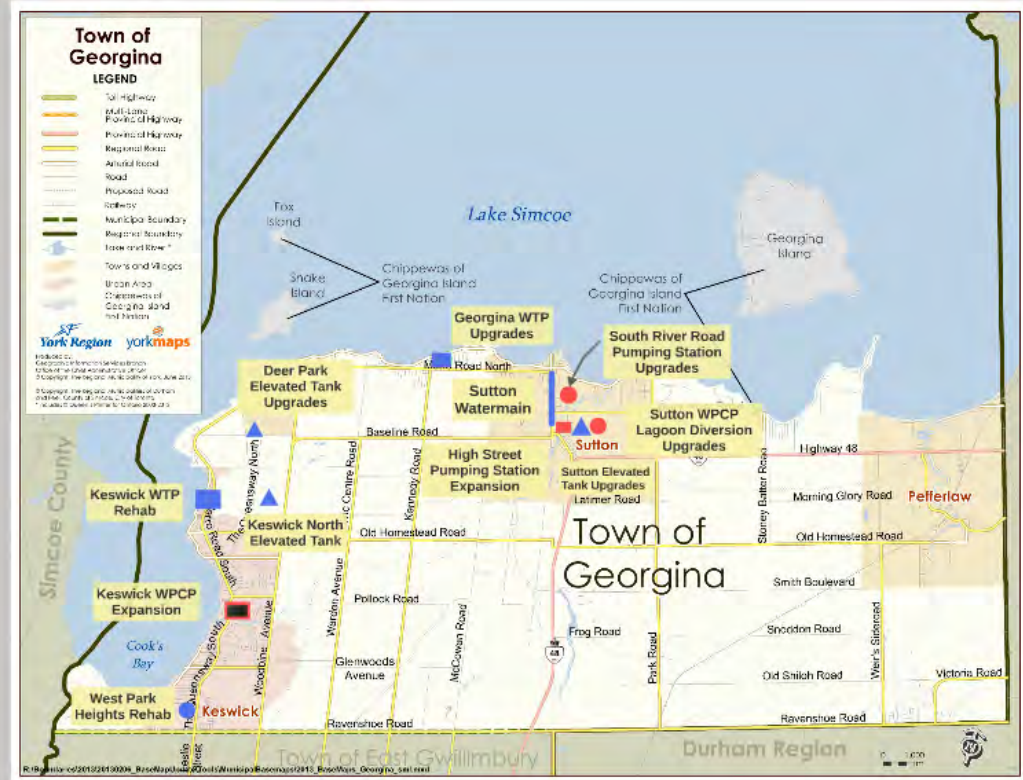 Town of
Georgina
LEGEND
Toll Highway
Multi-Lane
Provincial Highway
Provincial Highway
Regional Road
Arterial Road
Road
Proposed Road
Railway
Municipal Boundary
Regional Boundary
Lake and River *
Towns and Villages
Urban Area
Chippewas of
Georgina Island
First Nation
York Region
yorkmaps
Fox
Island
Snake
Island
Chippewas of
Georgina Island
First Nation
Lake Simcoe
Georgina
Island
Chippewas of
Georgina Island
First Nation
Georgina WTP
Upgrades
South River Road
Pumping Station
Upgrades
Road North
Deer Park
Elevated Tank
Upgrades
Sutton
Watermain
Sutton WPCP
Lagoon Diversion
Upgrades
Baseline Road
Sutton
Highway 48
High Street
Pumping Station
Expansion
Sutton Elevated
Tank Upgrades
Latimer Road
Morning Glory Road
Pefferlaw
Keswick WTP
Rehab
Keswick North
Elevated Tank
Old Homestead Road
Old Homestead Road
Kennedy Road
Simcoe County
Town of
Georgina
Smith Boulevard
Keswick WPCP
Expansion
Pollock Road
Warden Avenue
Woodbine Avenue
McCowan Road
Frog Road
48
Park Road
Weir's Sideroad
Cook's
Bay
Glenwoods
Avenue
Victoria Road
West Park
Heights Rehab
Keswick
Ravenshoe Road
Ravenshoe Road
Town of East Gwillimbury
Durham Region